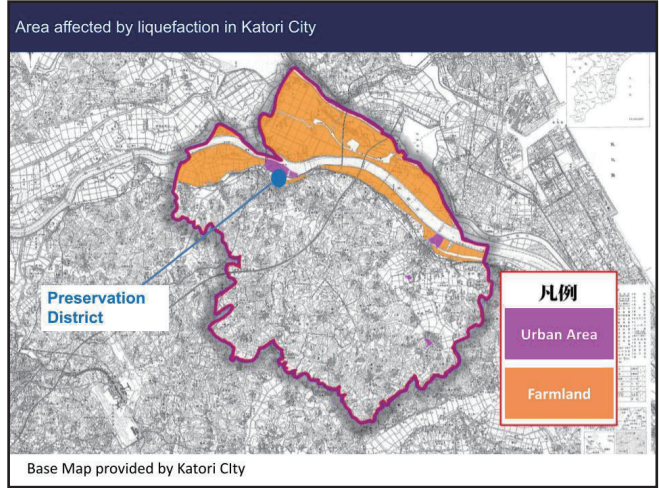 Area affected by liquefaction in Katori City
Preservation
District
凡例
Urban Area
Farmland
Base Map provided by Katori CIty